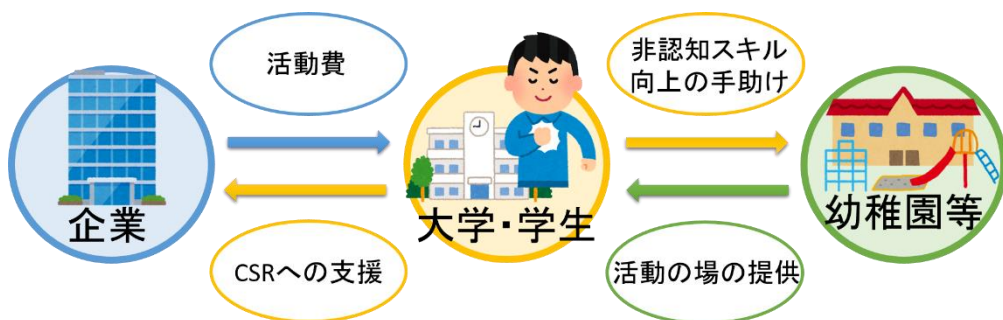 活動費
非認知スキル
向上の手助け
企業
大学・学生
幼稚園等
CSRへの支援
活動の場の提供